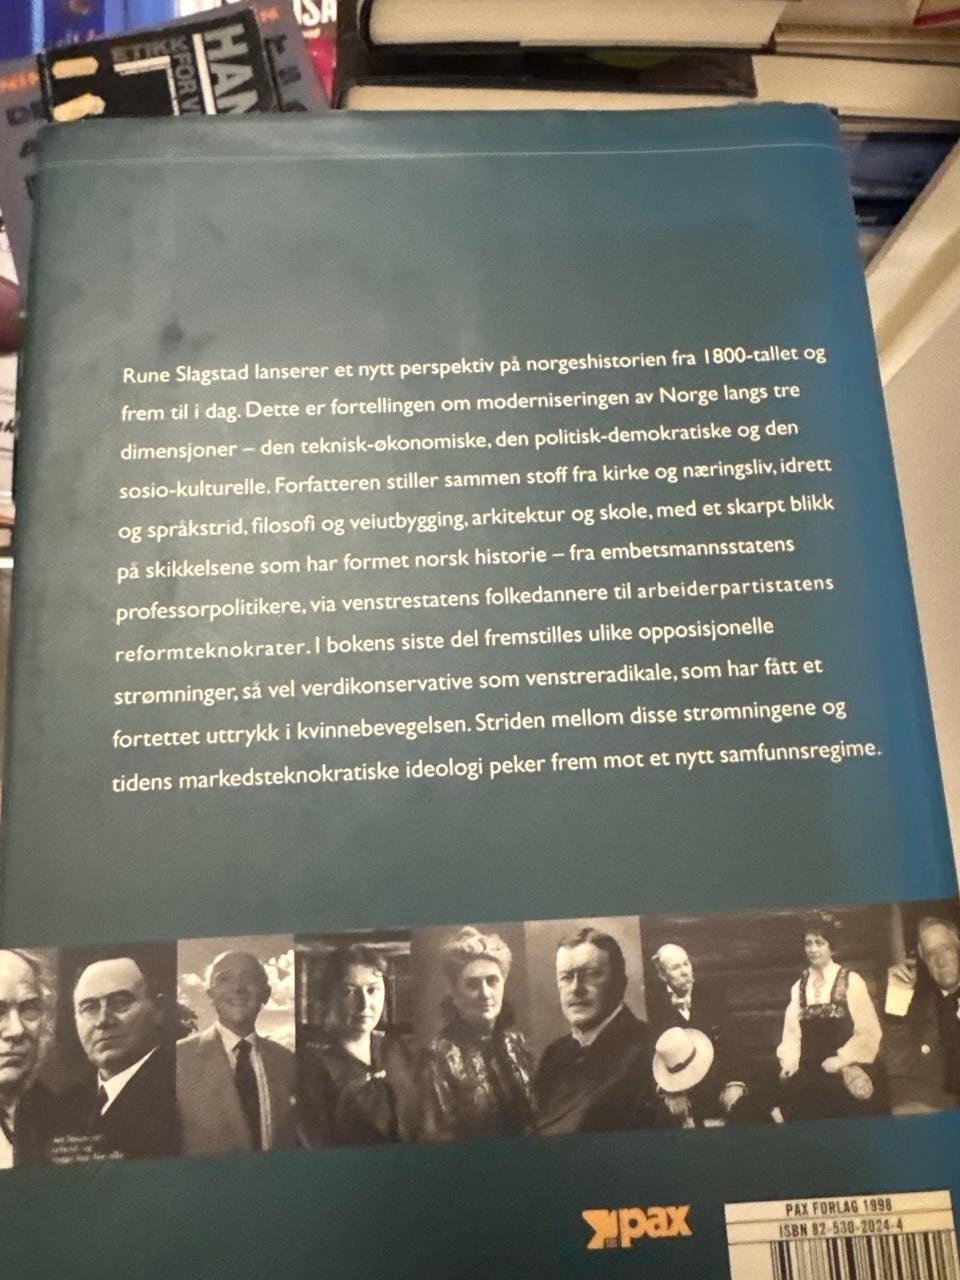 ETIKK
FOR V
HAN
Rune Slagstad lanserer et nytt perspektiv på norgeshistorien fra 1800-tallet og
frem til i dag. Dette er fortellingen om moderniseringen av Norge langs tre
dimensjoner – den teknisk-økonomiske, den politisk-demokratiske og den
sosio-kulturelle. Forfatteren stiller sammen stoff fra kirke og næringsliv, idrett
og språkstrid, filosofi og veiutbygging, arkitektur og skole, med et skarpt blikk
på skikkelsene som har formet norsk historie – fra embetsmannsstatens
professorpolitikere, via venstrestatens folkedannere til arbeiderpartistatens
reformteknokrater. I bokens siste del fremstilles ulike opposisjonelle
strømninger, så vel verdikonservative som venstreradikale, som har fått et
fortettet uttrykk i kvinnebevegelsen. Striden mellom disse strømningene og
tidens markedsteknokratiske ideologi peker frem mot et nytt samfunnsregime.
pax
PAX FORLAG 1998
ISBN 82-530-2024-4